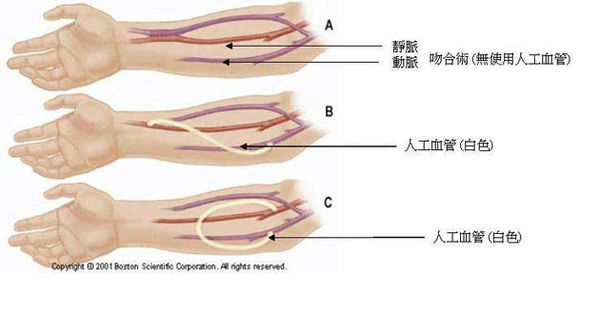 A
靜脈
動脈 吻合術(無使用人工血管)
B
人工血管(白色)
C
人工血管(白色)
Copyright © 2001 Boston Scientific Corporation. All rights reserved.